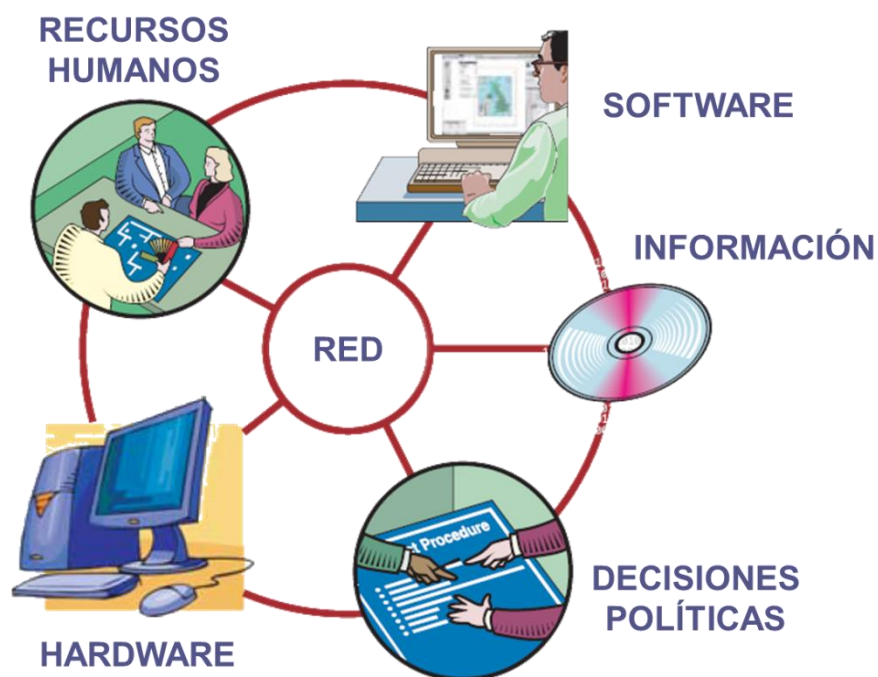 RECURSOS
HUMANOS
SOFTWARE
INFORMACIÓN
RED
Procedure
DECISIONES
POLÍTICAS
HARDWARE